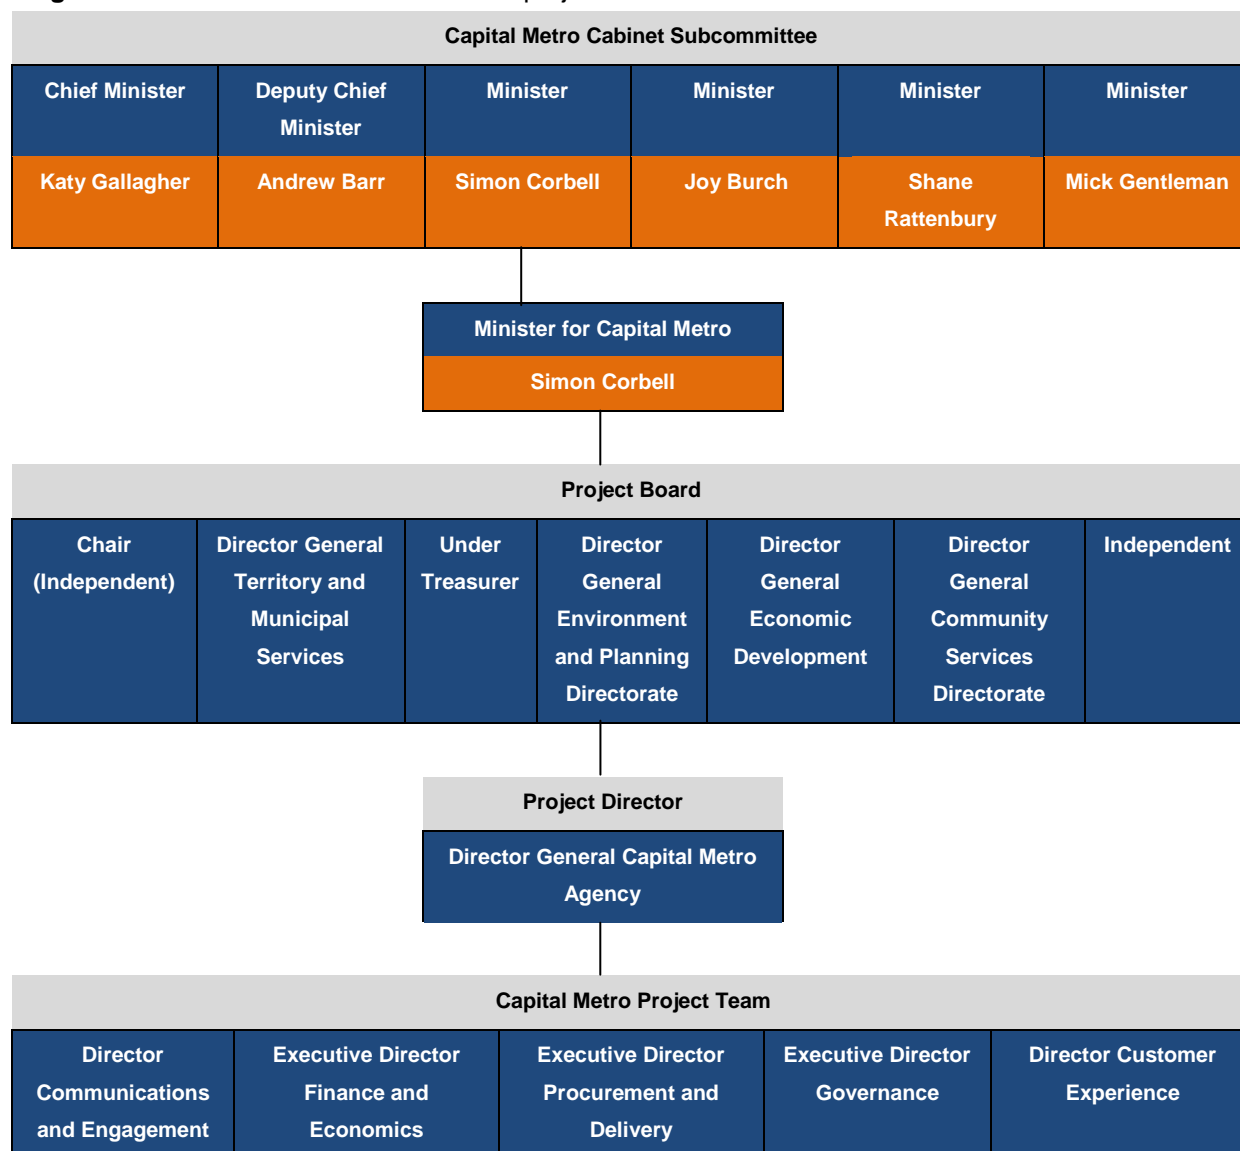 Capital Metro Cabinet Subcommittee
Chief Minister
Deputy Chief
Minister
Minister
Minister
Minister
Minister
Katy Gallagher
Andrew Barr
Simon Corbell
Joy Burch
Shane
Rattenbury
Mick Gentleman
Minister for Capital Metro
Simon Corbell
Project Board
Chair
(Independent)
Director General
Territory and
Municipal
Services
Under
Treasurer
Director
General
Environment
and Planning
Directorate
Director
General
Economic
Development
Director
General
Community
Services
Directorate
Independent
Project Director
Director General Capital Metro
Agency
Capital Metro Project Team
Director
Communications
and Engagement
Executive Director
Finance and
Economics
Executive Director
Procurement and
Delivery
Executive Director
Governance
Director Customer
Experience